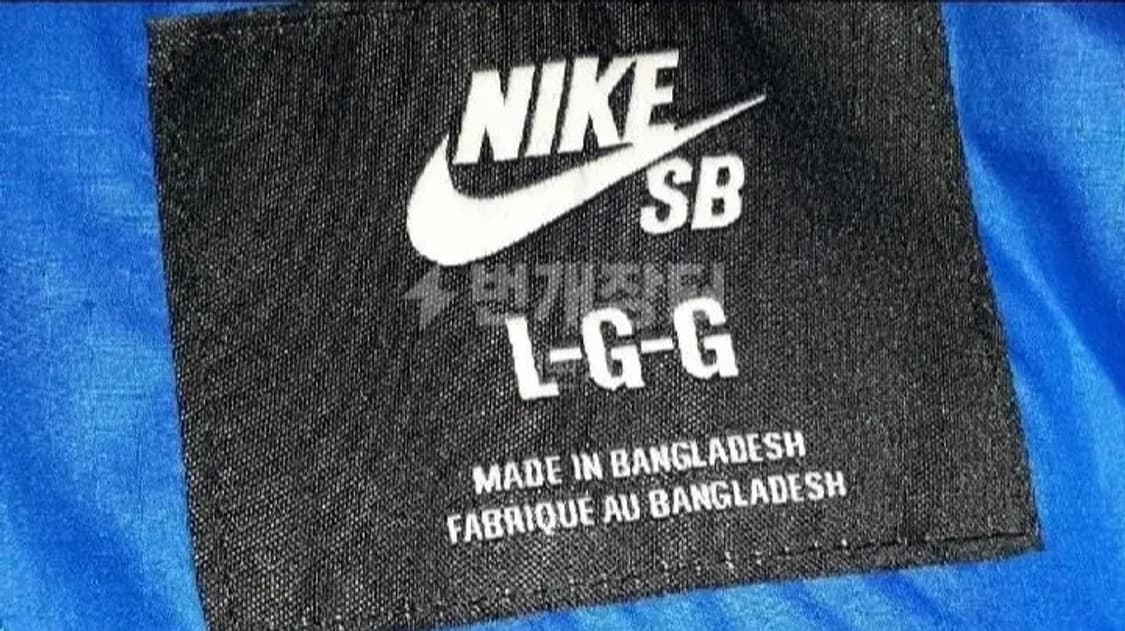 NIKE
SB
번개장터
L-G-G
MADE IN BANGLADESH
FABRIQUE AU BANGLADESH